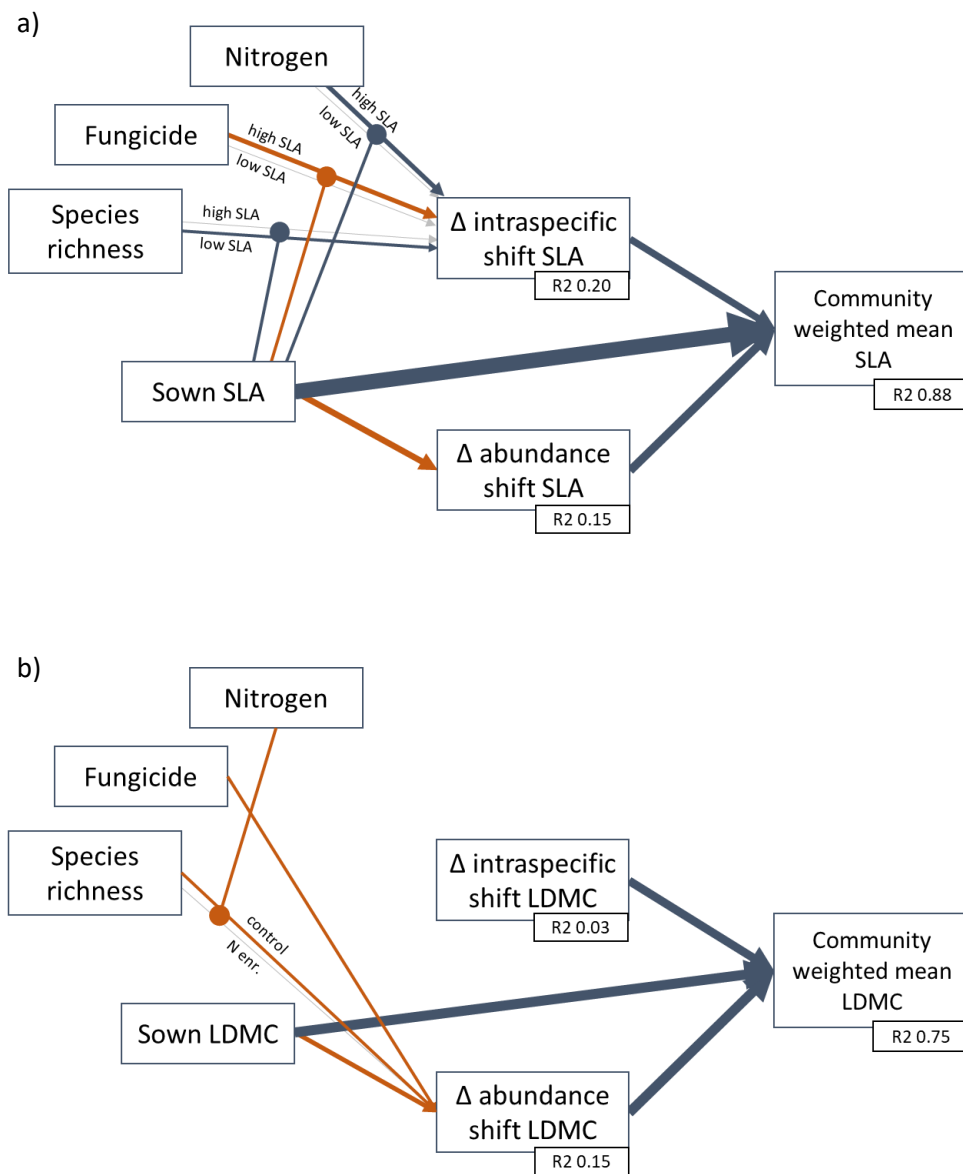 a)
Nitrogen
high SLA
low SLA
Fungicide
high SLA
low SLA
Species
richness
high SLA
low SLA
Δ intraspecific
shift SLA
R2 0.20
Community
weighted mean
SLA
R2 0.88
Sown SLA
Δ abundance
shift SLA
R2 0.15
b)
Nitrogen
Fungicide
Species
richness
control
N enr.
Δ intraspecific
shift LDMC
R2 0.03
Community
weighted mean
LDMC
R2 0.75
Sown LDMC
Δ abundance
shift LDMC
R2 0.15